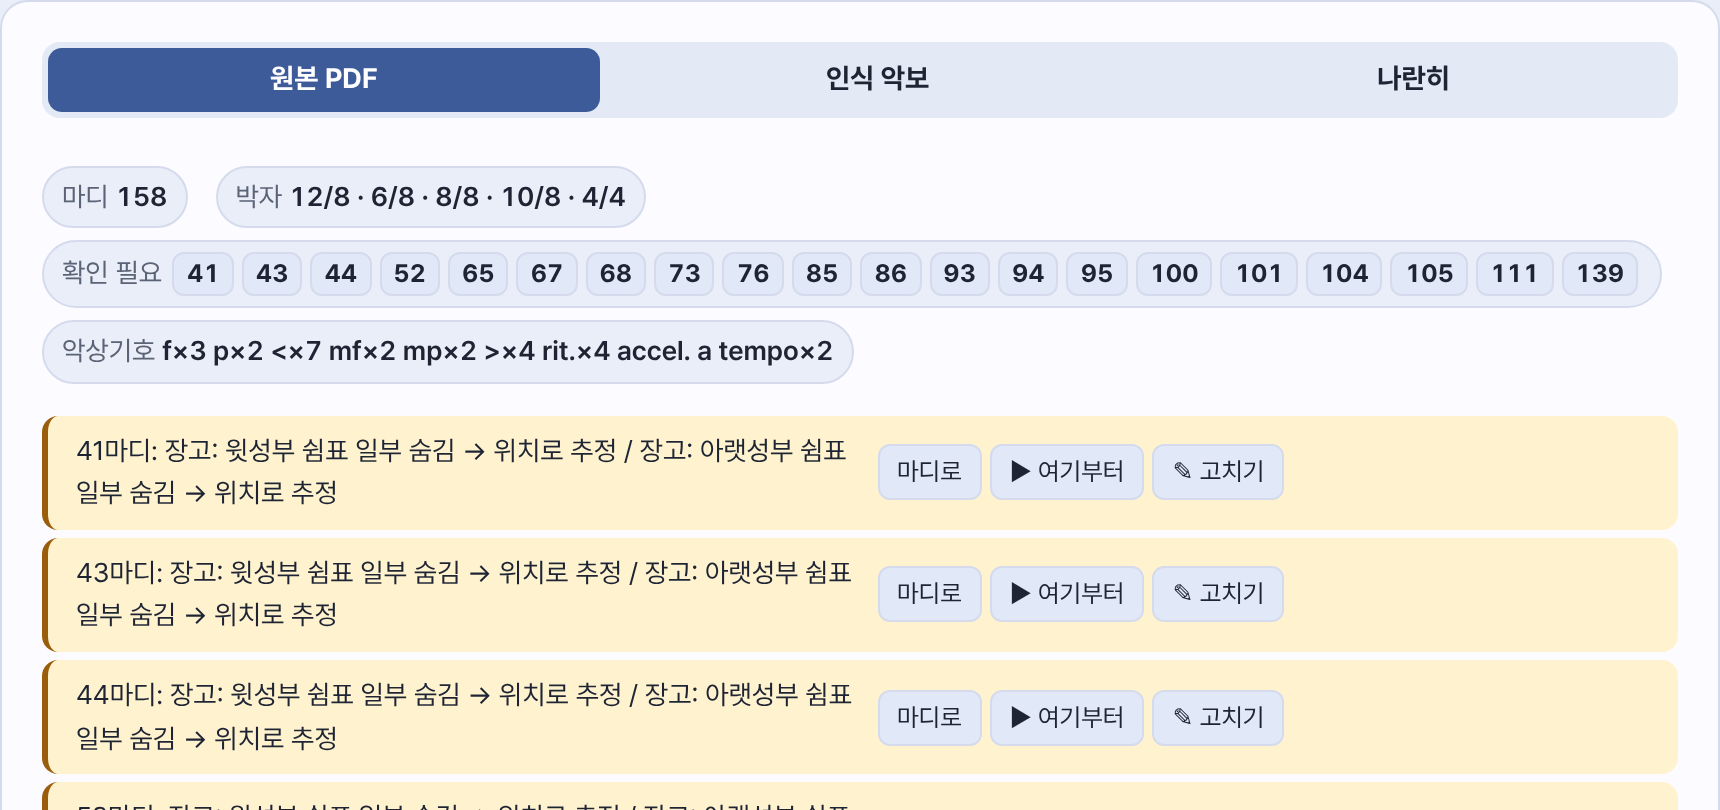 원본 PDF 인식 악보 나란히
마디 158 박자 12/8 · 6/8 · 8/8 · 10/8 · 4/4
확인 필요 41 43 44 52 65 67 68 73 76 85 86 93 94 95 100 101 104 105 111 139
악상기호 f×3 p×2 <×7 mf×2 mp×2 >×4 rit.×4 accel. a tempo×2
41마디: 장고: 윗성부 쉼표 일부 숨김 → 위치로 추정 / 장고: 아랫성부 쉼표
일부 숨김 → 위치로 추정
마디로 ▶ 여기부터 ✎ 고치기
43마디: 장고: 윗성부 쉼표 일부 숨김 → 위치로 추정 / 장고: 아랫성부 쉼표
일부 숨김 → 위치로 추정
마디로 ▶ 여기부터 ✎ 고치기
44마디: 장고: 윗성부 쉼표 일부 숨김 → 위치로 추정 / 장고: 아랫성부 쉼표
일부 숨김 → 위치로 추정
마디로 ▶ 여기부터 ✎ 고치기